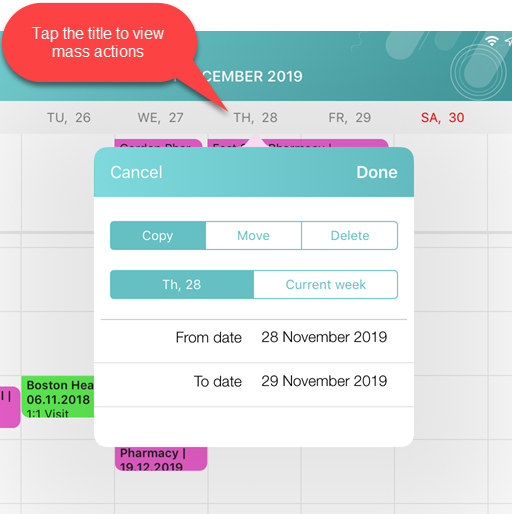 Tap the title to view
mass actions
CEMBER 2019
TU, 26
WE, 27
TH, 28
FR, 29
SA, 30
Pharmacy |
Cancel
Done
Copy
Move
Delete
Th, 28
Current week
From date
28 November 2019
To date
29 November 2019
l |
Boston Hea
06.11.2018
1:1 Visit
Pharmacy |
19.12.2019